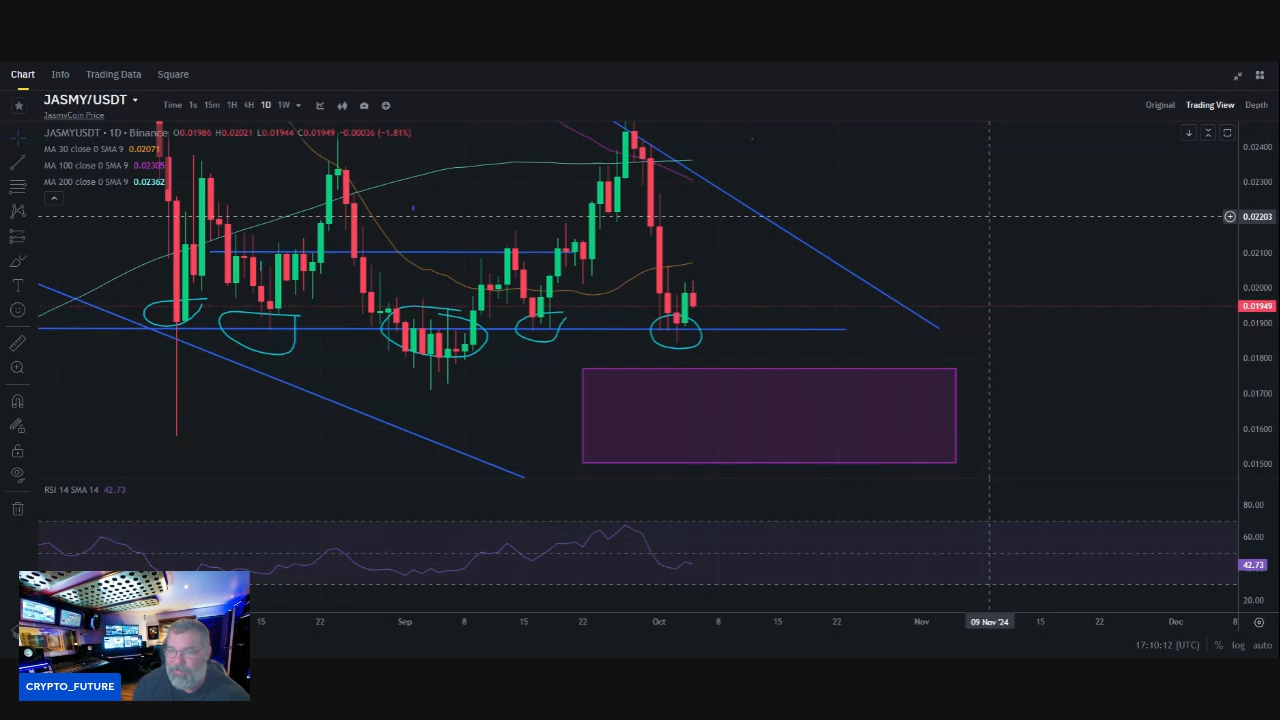 Chart Info Trading Data Square
JASMY/USDT Time 1s 15m 1H 4H 1D 1W Original Trading View Depth
JasmyCoin Price
JASMYUSDT · 1D · Binance O0.01986 H0.02021 L0.01944 C0.01949 −0.00036 (−1.81%)
MA 30 close 0 SMA 9 0.02071
MA 100 close 0 SMA 9 0.02305
MA 200 close 0 SMA 9 0.02362
0.02400
0.02300
0.02203
0.02100
0.02000
0.01949
0.01900
0.01800
0.01700
0.01600
0.01500
RSI 14 SMA 14 42.73
80.00
60.00
42.73
20.00
15 22 Sep 8 15 22 Oct 8 15 22 Nov 09 Nov '24 15 22 Dec 8
17:10:12 (UTC) % log auto
CRYPTO_FUTURE